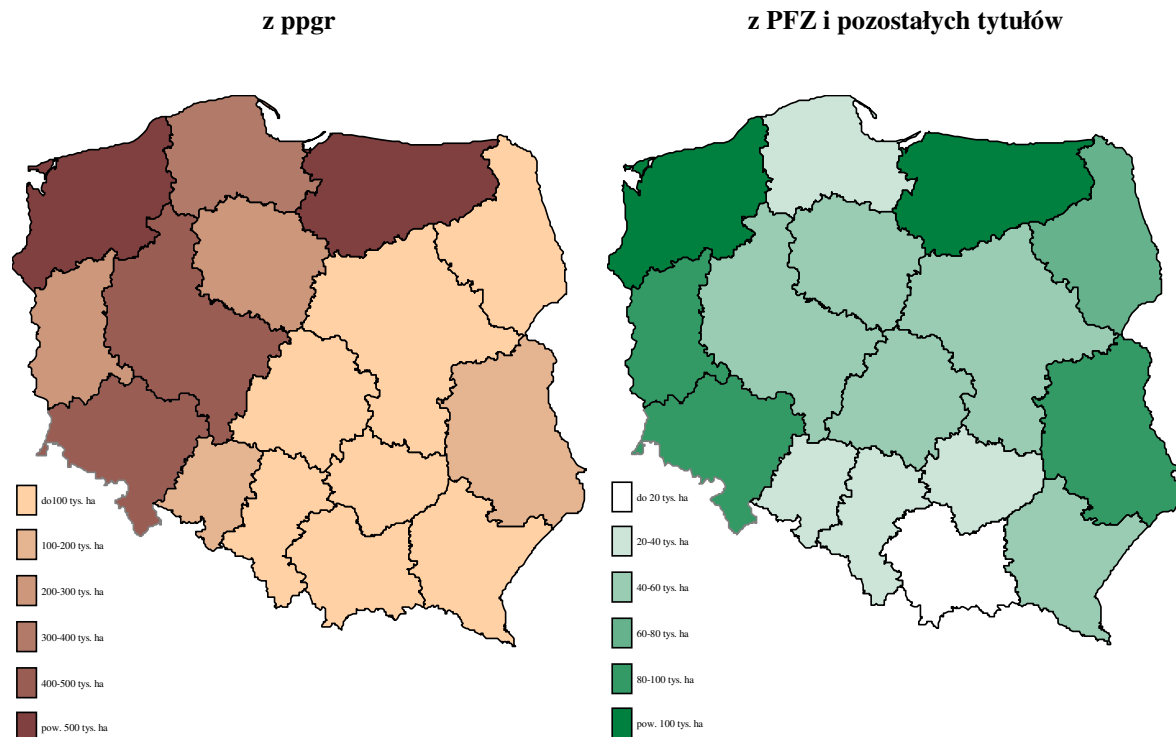 z ppgr
z PFZ i pozostałych tytułów
do100 tys. ha
100-200 tys. ha
200-300 tys. ha
300-400 tys. ha
400-500 tys. ha
pow. 500 tys. ha
do 20 tys. ha
20-40 tys. ha
40-60 tys. ha
60-80 tys. ha
80-100 tys. ha
pow. 100 tys. ha